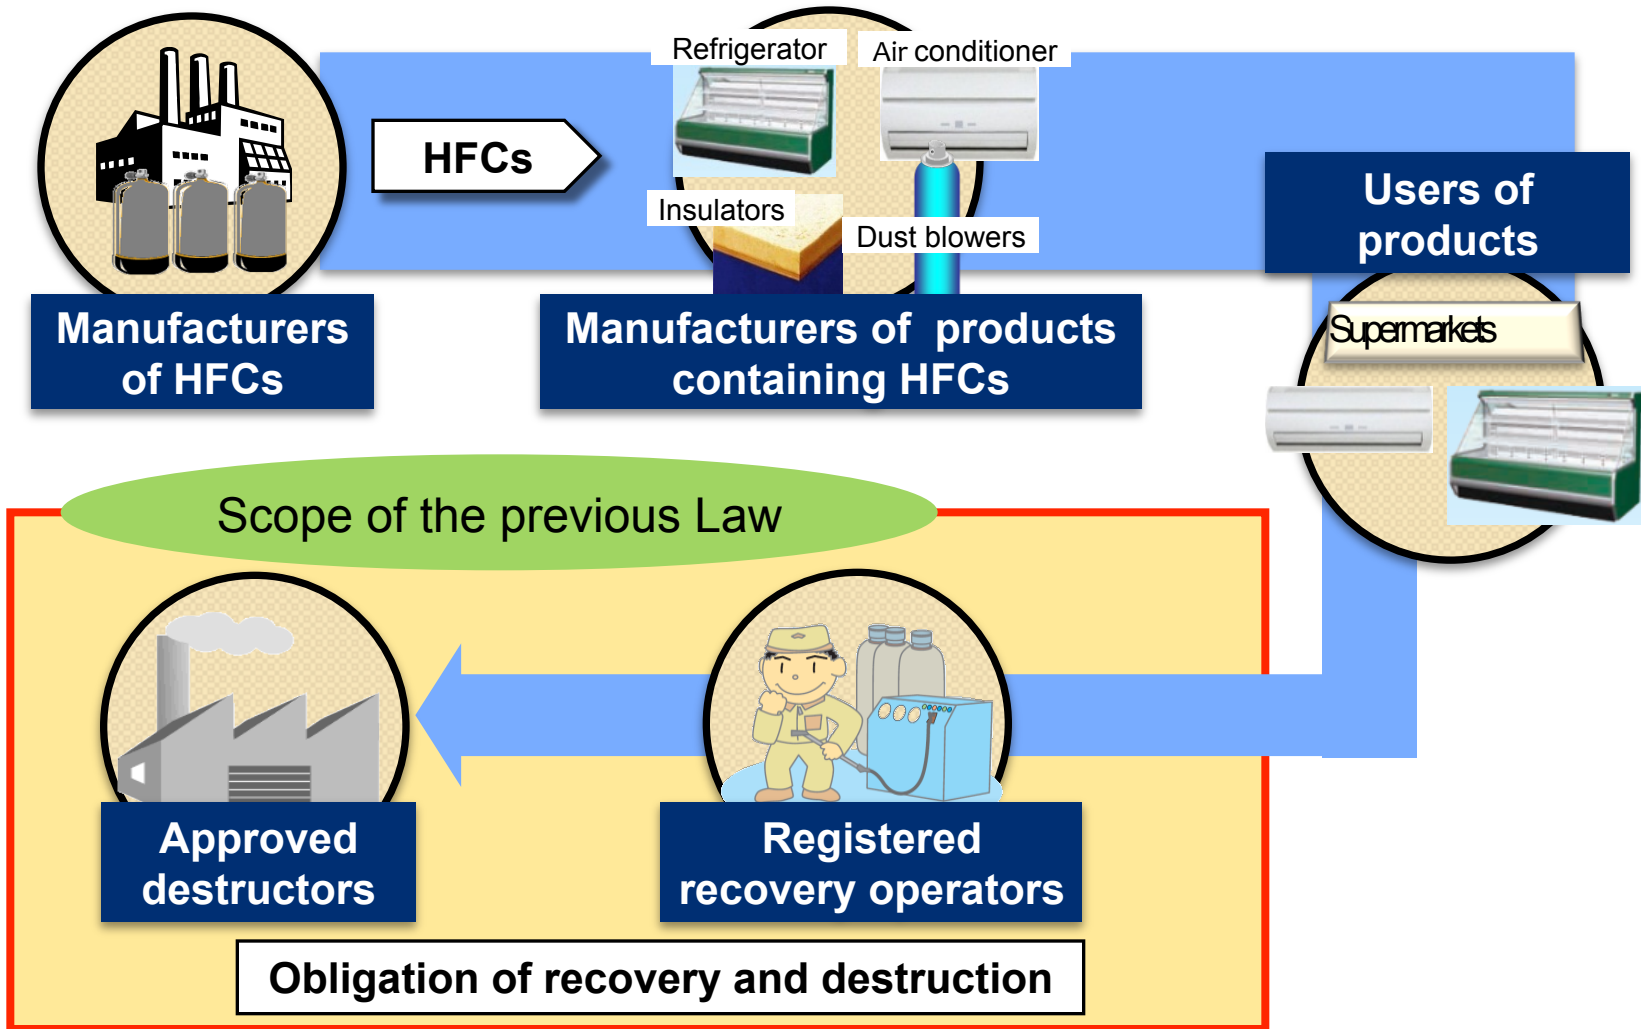 Refrigerator
Air conditioner
HFCs
Insulators
Dust blowers
Users of
products
Manufacturers
of HFCs
Manufacturers of products
containing HFCs
Supermarkets
Scope of the previous Law
Approved
destructors
Registered
recovery operators
Obligation of recovery and destruction